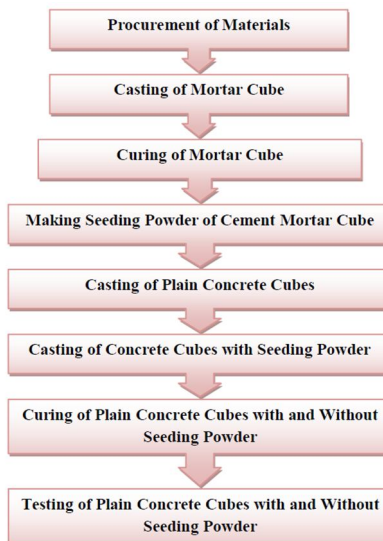 Procurement of Materials
Casting of Mortar Cube
Curing of Mortar Cube
Making Seeding Powder of Cement Mortar Cube
Casting of Plain Concrete Cubes
Casting of Concrete Cubes with Seeding Powder
Curing of Plain Concrete Cubes with and Without
Seeding Powder
Testing of Plain Concrete Cubes with and Without
Seeding Powder